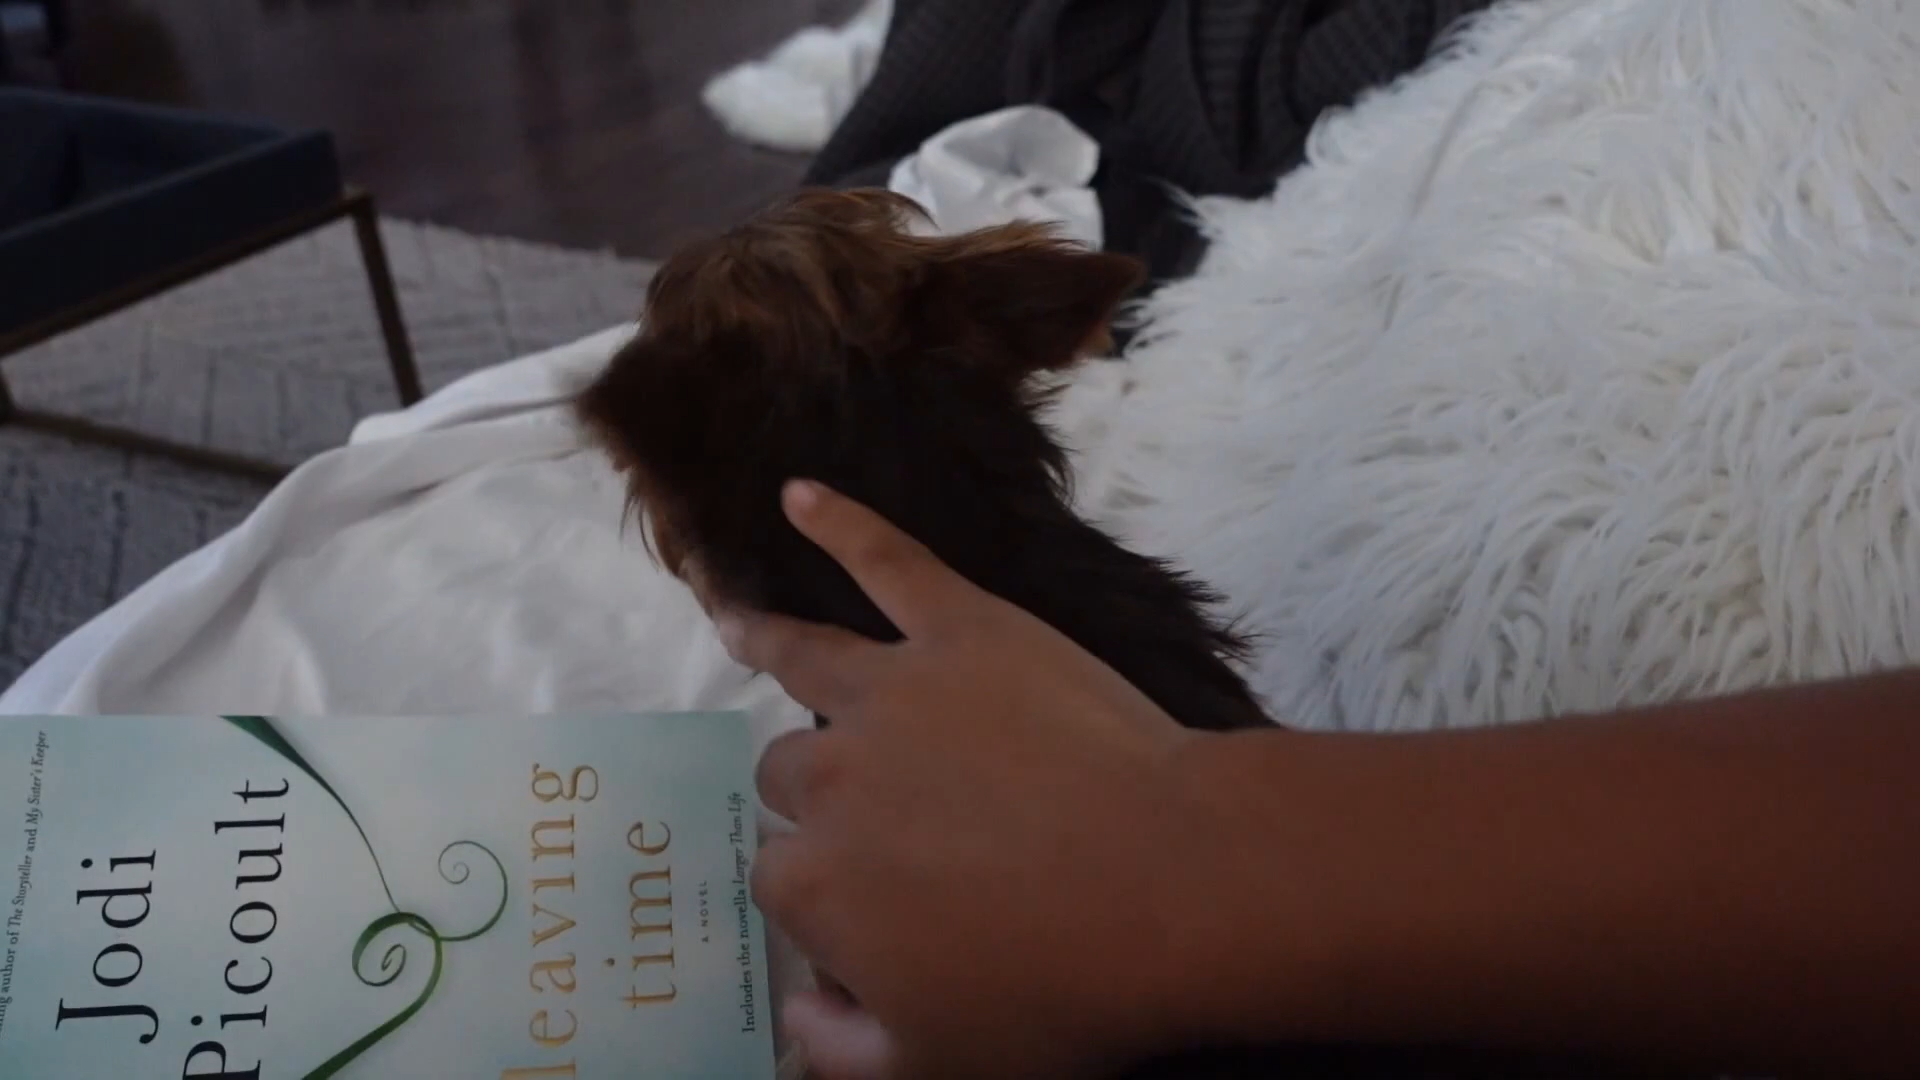 author of The Storyteller and My Sister's Keeper
Jodi
Picoult
leaving
time
A NOVEL
Includes the novella Larger Than Life